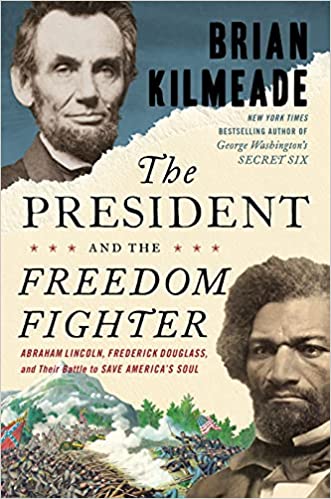 BRIAN
KILMEADE
NEW YORK TIMES
BESTSELLING AUTHOR OF
George Washington's
SECRET SIX
The
PRESIDENT
★ ★ ★ AND THE ★ ★ ★
FREEDOM
FIGHTER
ABRAHAM LINCOLN, FREDERICK DOUGLASS,
and Their Battle to SAVE AMERICA'S SOUL